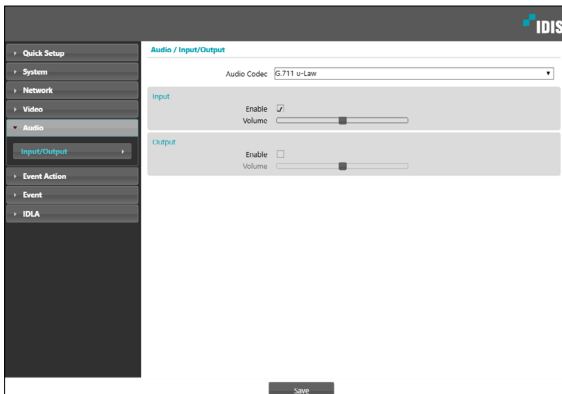 IDIS
Quick Setup
System
Network
Video
Audio
Input/Output
Event Action
Event
IDLA
Audio / Input/Output
Audio Codec G.711 u-Law
Input
Enable
Volume
Output
Enable
Volume
Save